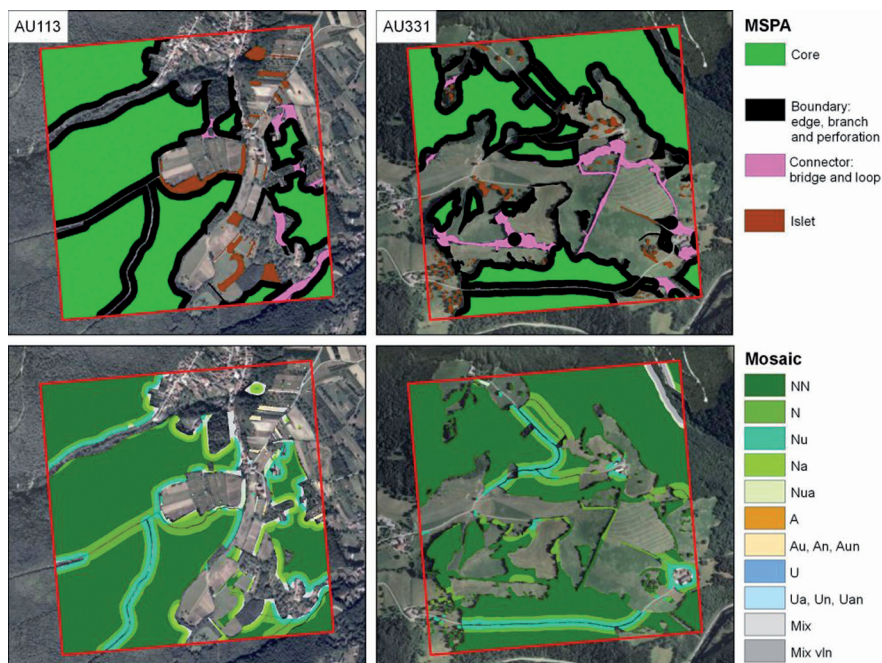 AU113
AU331
MSPA
Core
Boundary:
edge, branch
and perforation
Connector:
bridge and loop
Islet
Mosaic
NN
N
Nu
Na
Nua
A
Au, An, Aun
U
Ua, Un, Uan
Mix
Mix vln